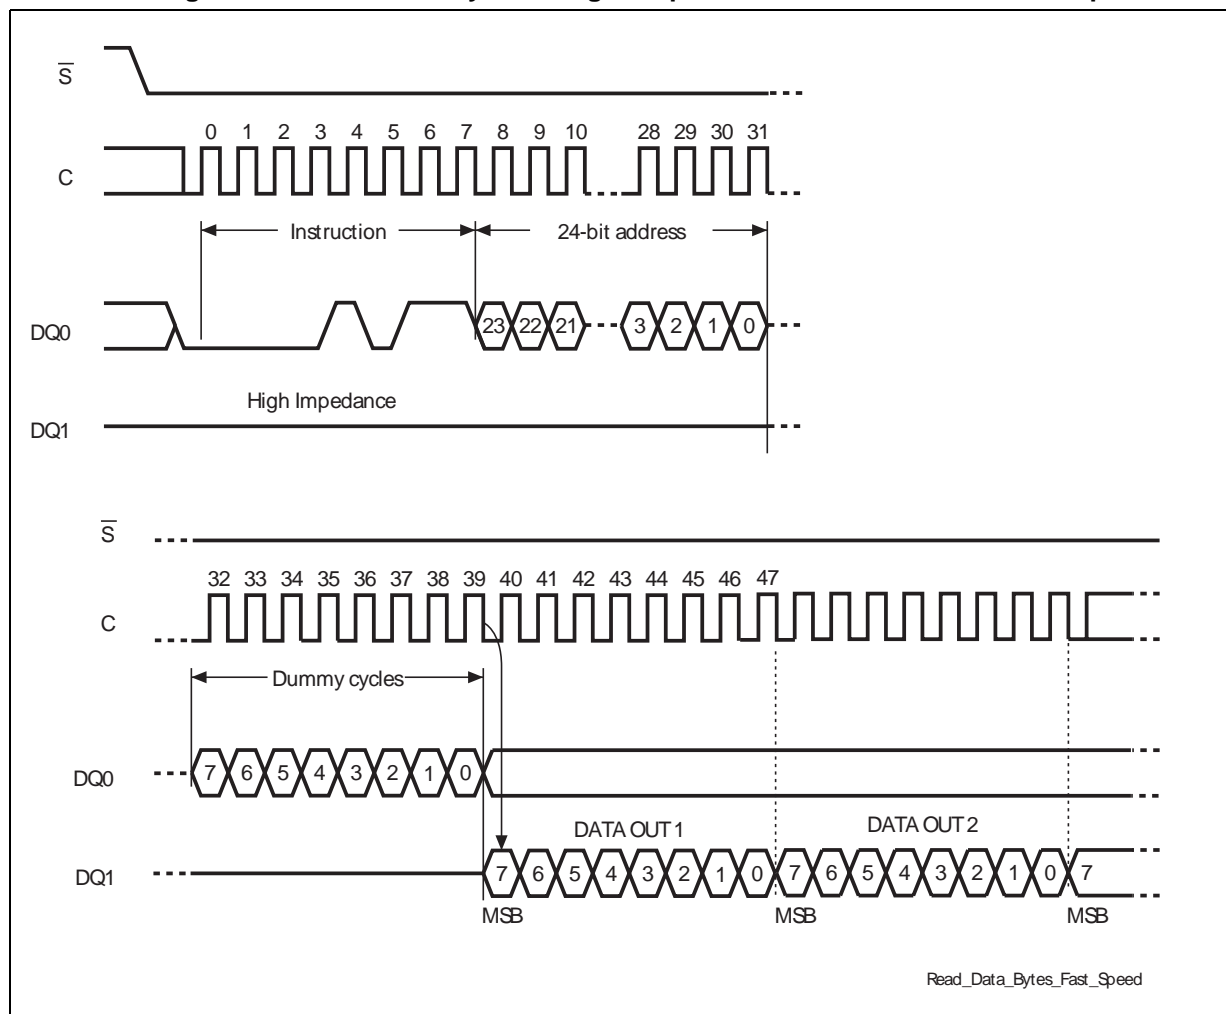 S
0 1 2 3 4 5 6 7 8 9 10 28 29 30 31
C
Instruction 24-bit address
DQ0 23 22 21 3 2 1 0
High Impedance
DQ1
S
32 33 34 35 36 37 38 39 40 41 42 43 44 45 46 47
C
Dummy cycles
DQ0 7 6 5 4 3 2 1 0
DATA OUT 1 DATA OUT 2
DQ1 7 6 5 4 3 2 1 0 7 6 5 4 3 2 1 0 7
MSB MSB MSB
Read_Data_Bytes_Fast_Speed